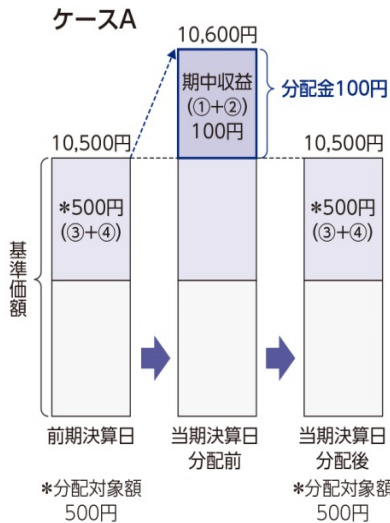 ケースA
10,600円
期中収益
(①+②)
100円
分配金100円
10,500円
10,500円
*500円
(③+④)
*500円
(③+④)
基準価額
前期決算日
当期決算日
分配前
当期決算日
分配後
*分配対象額
500円
*分配対象額
500円